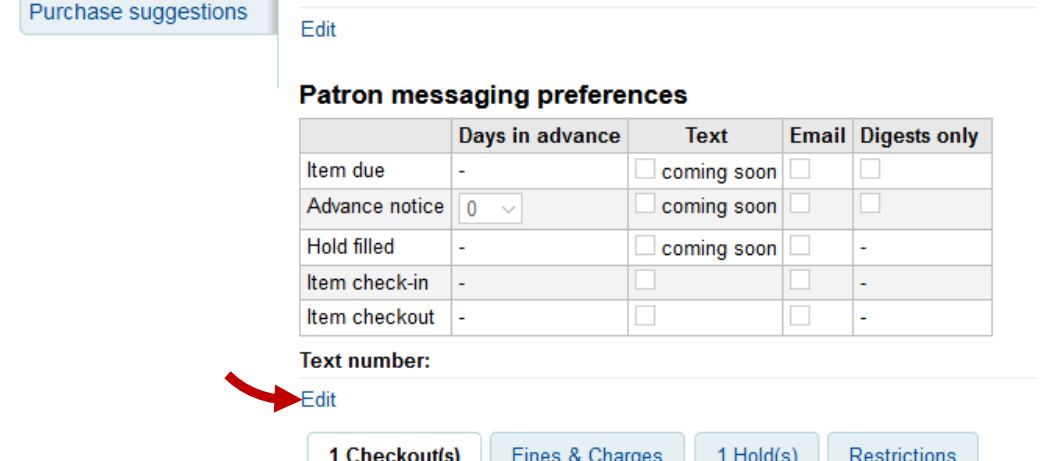 Purchase suggestions
Edit
Patron messaging preferences
Days in advance Text Email Digests only
Item due - coming soon
Advance notice 0 coming soon
Hold filled - coming soon -
Item check-in - -
Item checkout - -
Text number:
Edit
1 Checkout(s) Fines & Charges 1 Hold(s) Restrictions